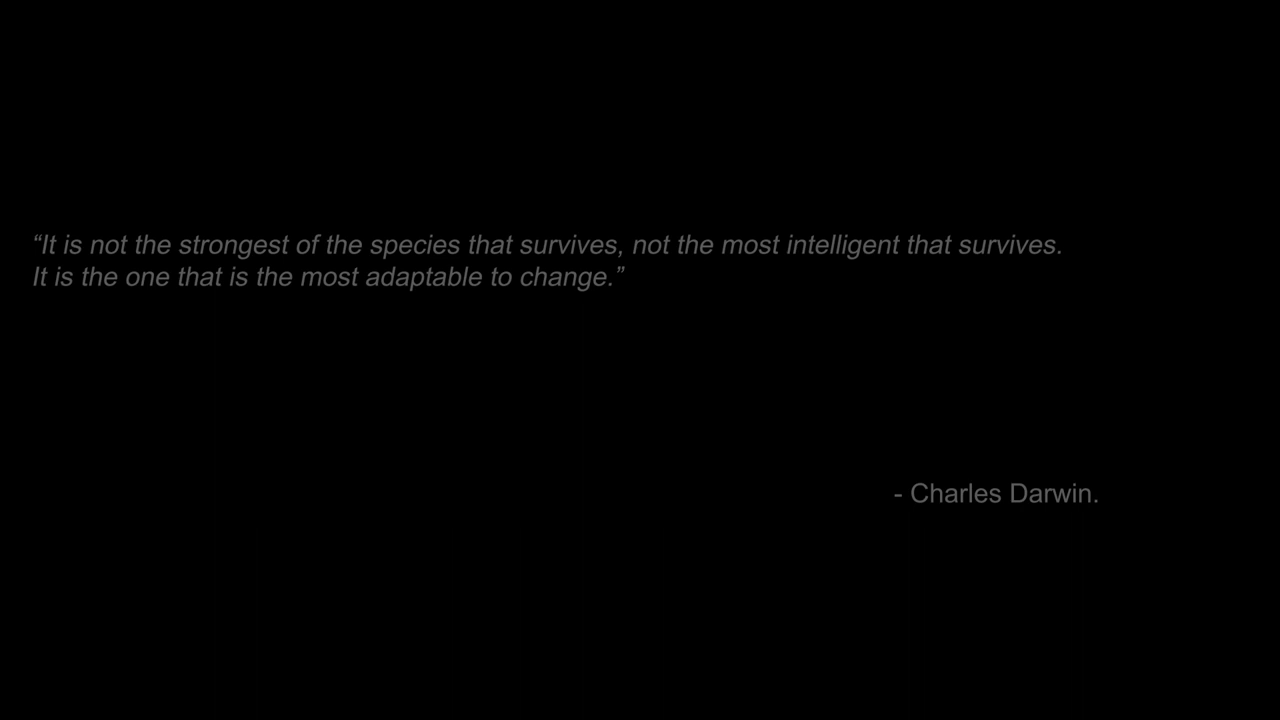 “It is not the strongest of the species that survives, not the most intelligent that survives.
It is the one that is the most adaptable to change.”
- Charles Darwin.